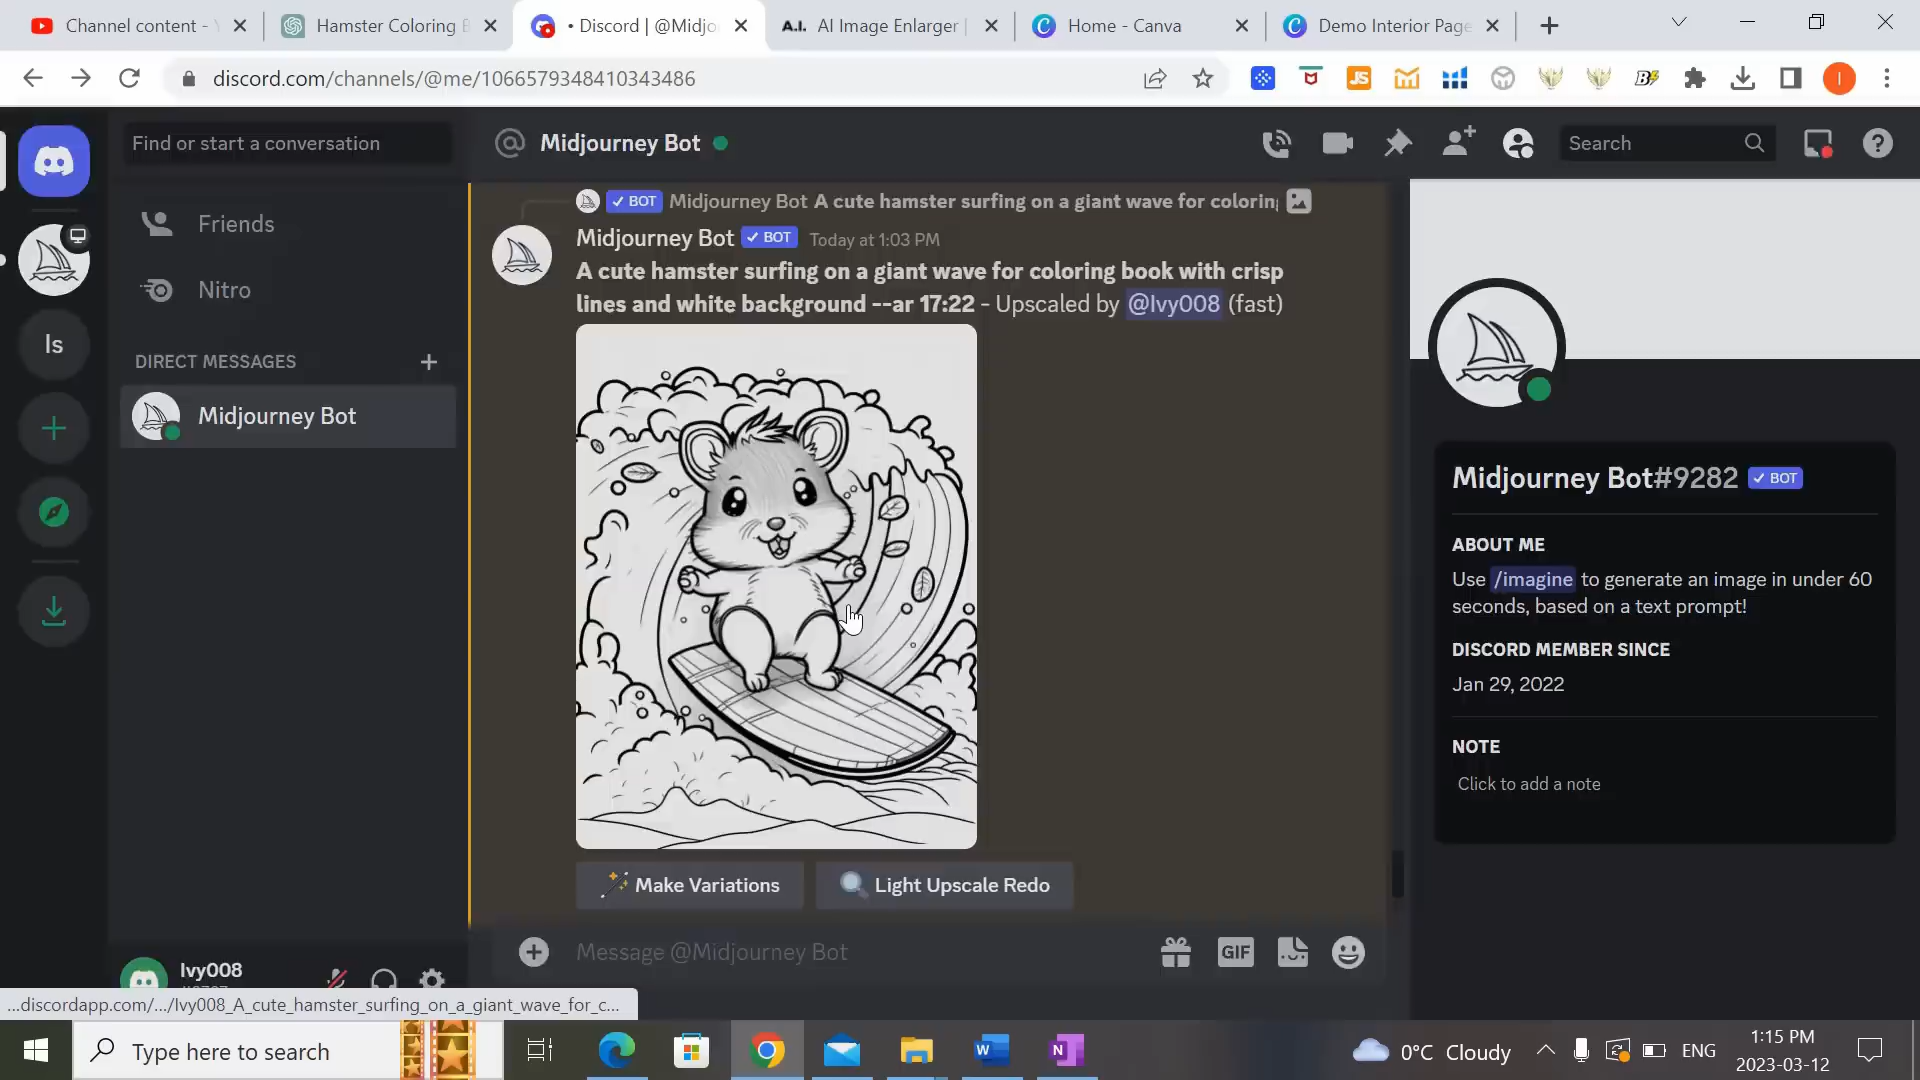 Channel content -
Hamster Coloring B
• Discord | @Midjo
A.I.
AI Image Enlarger |
Home - Canva
Demo Interior Page
discord.com/channels/@me/1066579348410343486
JS
B
I
Find or start a conversation
Midjourney Bot
Search
✓ BOT Midjourney Bot A cute hamster surfing on a giant wave for coloring
Friends
Midjourney Bot ✓ BOT Today at 1:03 PM
A cute hamster surfing on a giant wave for coloring book with crisp
lines and white background --ar 17:22 - Upscaled by @Ivy008 (fast)
Nitro
ls
DIRECT MESSAGES
Midjourney Bot
Midjourney Bot#9282 ✓ BOT
ABOUT ME
Use /imagine to generate an image in under 60
seconds, based on a text prompt!
DISCORD MEMBER SINCE
Jan 29, 2022
NOTE
Click to add a note
Make Variations
Light Upscale Redo
Message @Midjourney Bot
GIF
Ivy008
...discordapp.com/.../Ivy008_A_cute_hamster_surfing_on_a_giant_wave_for_c...
Type here to search
W
N
0°C Cloudy
ENG
1:15 PM
2023-03-12